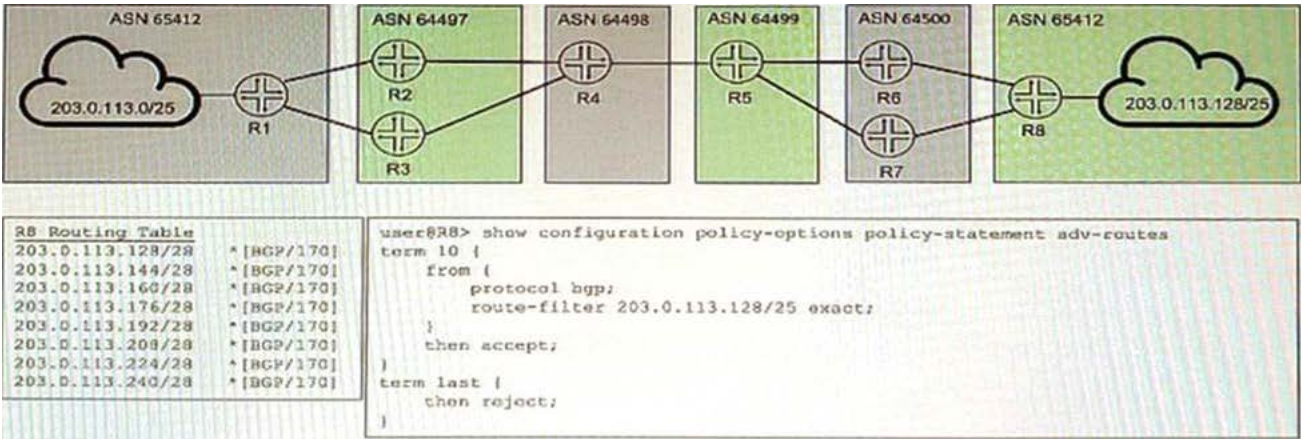 ASN 65412
ASN 64497
ASN 64498
ASN 64499
ASN 64500
ASN 65412
203.0.113.0/25
R1
R2
R3
R4
R5
R6
R7
R8
203.0.113.128/25
R8 Routing Table
203.0.113.128/28 *[BGP/170]
203.0.113.144/28 *[BGP/170]
203.0.113.160/28 *[BGP/170]
203.0.113.176/28 *[BGP/170]
203.0.113.192/28 *[BGP/170]
203.0.113.208/28 *[BGP/170]
203.0.113.224/28 *[BGP/170]
203.0.113.240/28 *[BGP/170]
user@R8> show configuration policy-options policy-statement adv-routes
term 10 {
from {
protocol bgp;
route-filter 203.0.113.128/25 exact;
}
then accept;
}
term last {
then reject;
}